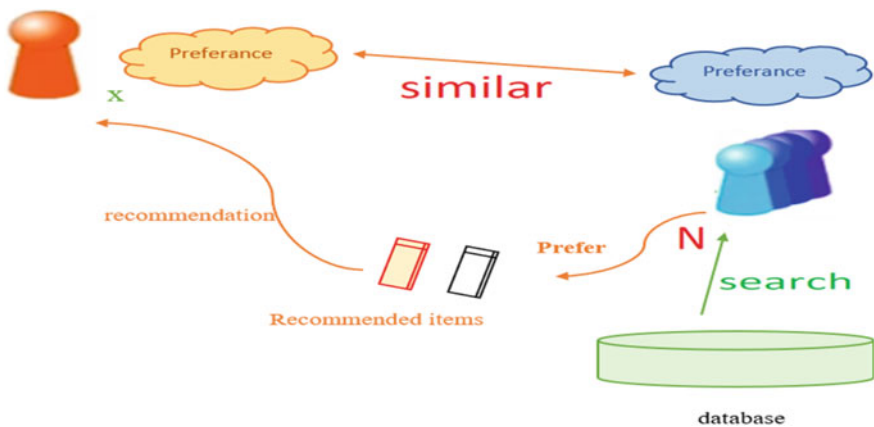 Preferance
Preferance
similar
x
recommendation
Prefer
N
search
Recommended items
database